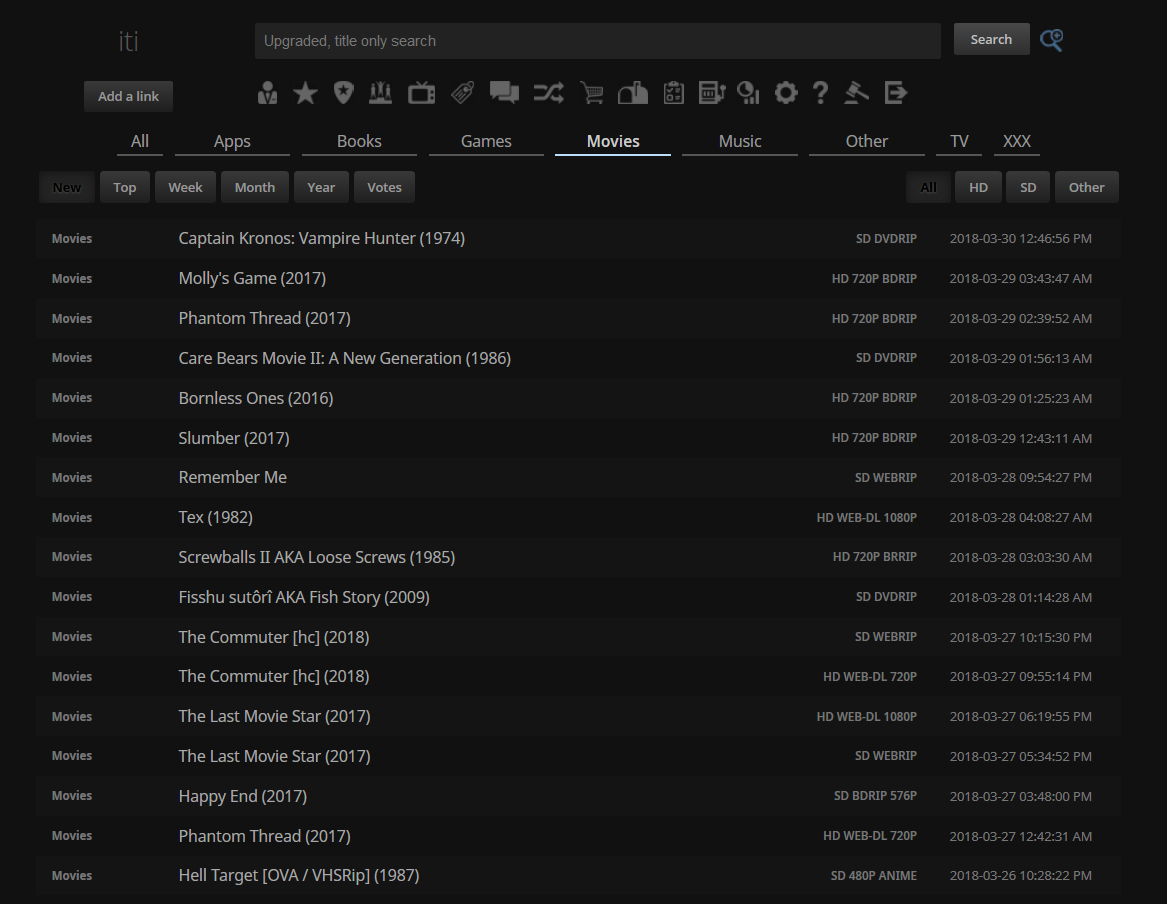 iti
Upgraded, title only search
Search
Add a link
All Apps Books Games Movies Music Other TV XXX
New Top Week Month Year Votes All HD SD Other
Movies Captain Kronos: Vampire Hunter (1974) SD DVDRIP 2018-03-30 12:46:56 PM
Movies Molly's Game (2017) HD 720P BDRIP 2018-03-29 03:43:47 AM
Movies Phantom Thread (2017) HD 720P BDRIP 2018-03-29 02:39:52 AM
Movies Care Bears Movie II: A New Generation (1986) SD DVDRIP 2018-03-29 01:56:13 AM
Movies Bornless Ones (2016) HD 720P BDRIP 2018-03-29 01:25:23 AM
Movies Slumber (2017) HD 720P BDRIP 2018-03-29 12:43:11 AM
Movies Remember Me SD WEBRIP 2018-03-28 09:54:27 PM
Movies Tex (1982) HD WEB-DL 1080P 2018-03-28 04:08:27 AM
Movies Screwballs II AKA Loose Screws (1985) HD 720P BRRIP 2018-03-28 03:03:30 AM
Movies Fisshu sutôrî AKA Fish Story (2009) SD DVDRIP 2018-03-28 01:14:28 AM
Movies The Commuter [hc] (2018) SD WEBRIP 2018-03-27 10:15:30 PM
Movies The Commuter [hc] (2018) HD WEB-DL 720P 2018-03-27 09:55:14 PM
Movies The Last Movie Star (2017) HD WEB-DL 1080P 2018-03-27 06:19:55 PM
Movies The Last Movie Star (2017) SD WEBRIP 2018-03-27 05:34:52 PM
Movies Happy End (2017) SD BDRIP 576P 2018-03-27 03:48:00 PM
Movies Phantom Thread (2017) HD WEB-DL 720P 2018-03-27 12:42:31 AM
Movies Hell Target [OVA / VHSRip] (1987) SD 480P ANIME 2018-03-26 10:28:22 PM